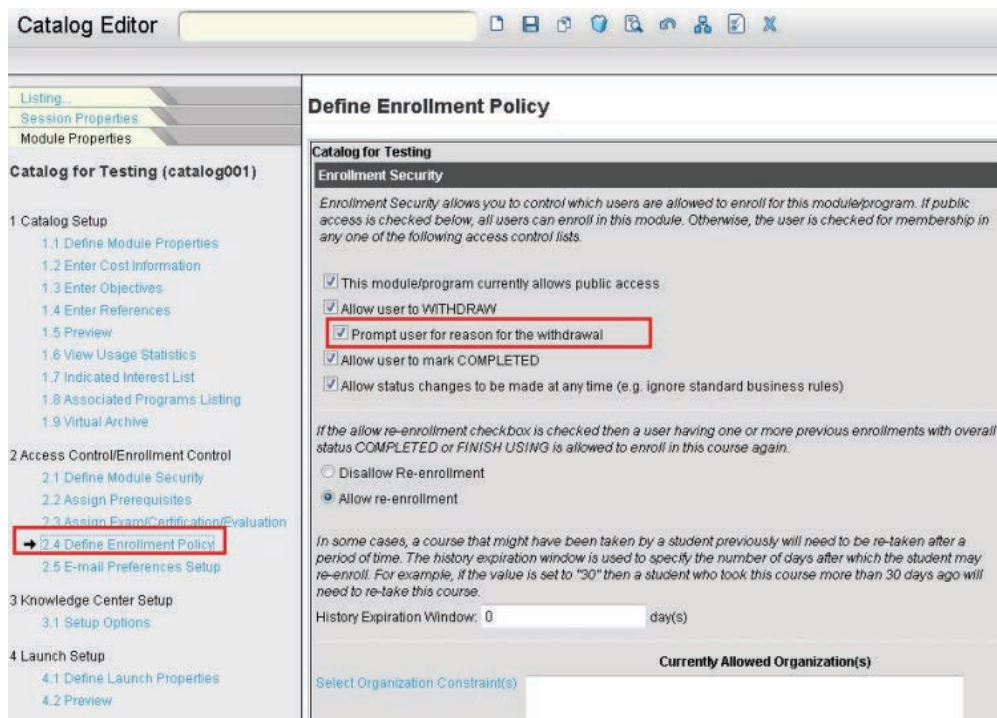 Catalog Editor
Listing...
Session Properties
Module Properties
Catalog for Testing (catalog001)
1 Catalog Setup
1.1 Define Module Properties
1.2 Enter Cost Information
1.3 Enter Objectives
1.4 Enter References
1.5 Preview
1.6 View Usage Statistics
1.7 Indicated Interest List
1.8 Associated Programs Listing
1.9 Virtual Archive
2 Access Control/Enrollment Control
2.1 Define Module Security
2.2 Assign Prerequisites
2.3 Assign Exam/Certification/Evaluation
2.4 Define Enrollment Policy
2.5 E-mail Preferences Setup
3 Knowledge Center Setup
3.1 Setup Options
4 Launch Setup
4.1 Define Launch Properties
4.2 Preview
Define Enrollment Policy
Catalog for Testing
Enrollment Security
Enrollment Security allows you to control which users are allowed to enroll for this module/program. If public
access is checked below, all users can enroll in this module. Otherwise, the user is checked for membership in
any one of the following access control lists.
This module/program currently allows public access
Allow user to WITHDRAW
Prompt user for reason for the withdrawal
Allow user to mark COMPLETED
Allow status changes to be made at any time (e.g. ignore standard business rules)
If the allow re-enrollment checkbox is checked then a user having one or more previous enrollments with overall
status COMPLETED or FINISH USING is allowed to enroll in this course again.
Disallow Re-enrollment
Allow re-enrollment
In some cases, a course that might have been taken by a student previously will need to be re-taken after a
period of time. The history expiration window is used to specify the number of days after which the student may
re-enroll. For example, if the value is set to "30" then a student who took this course more than 30 days ago will
need to re-take this course.
History Expiration Window: 0 day(s)
Currently Allowed Organization(s)
Select Organization Constraint(s)